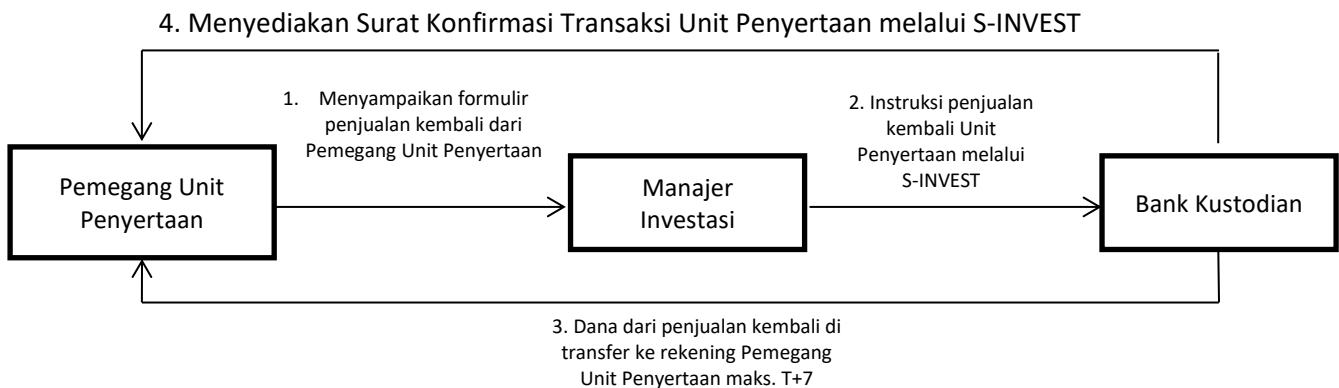 4. Menyediakan Surat Konfirmasi Transaksi Unit Penyertaan melalui S-INVEST
1. Menyampaikan formulir
penjualan kembali dari
Pemegang Unit Penyertaan
2. Instruksi penjualan
kembali Unit
Penyertaan melalui
S-INVEST
Pemegang Unit
Penyertaan
Manajer
Investasi
Bank Kustodian
3. Dana dari penjualan kembali di
transfer ke rekening Pemegang
Unit Penyertaan maks. T+7